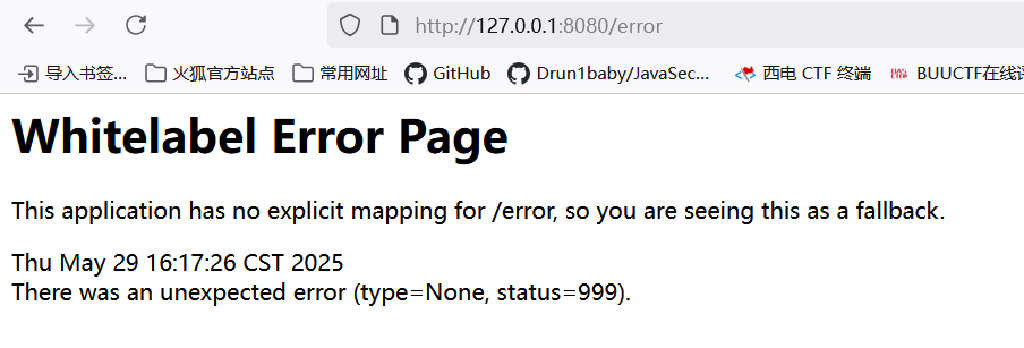 http://127.0.0.1:8080/error
导入书签... 火狐官方站点 常用网址 GitHub Drun1baby/JavaSec... 西电 CTF 终端 BUUCTF在线
Whitelabel Error Page
This application has no explicit mapping for /error, so you are seeing this as a fallback.
Thu May 29 16:17:26 CST 2025
There was an unexpected error (type=None, status=999).